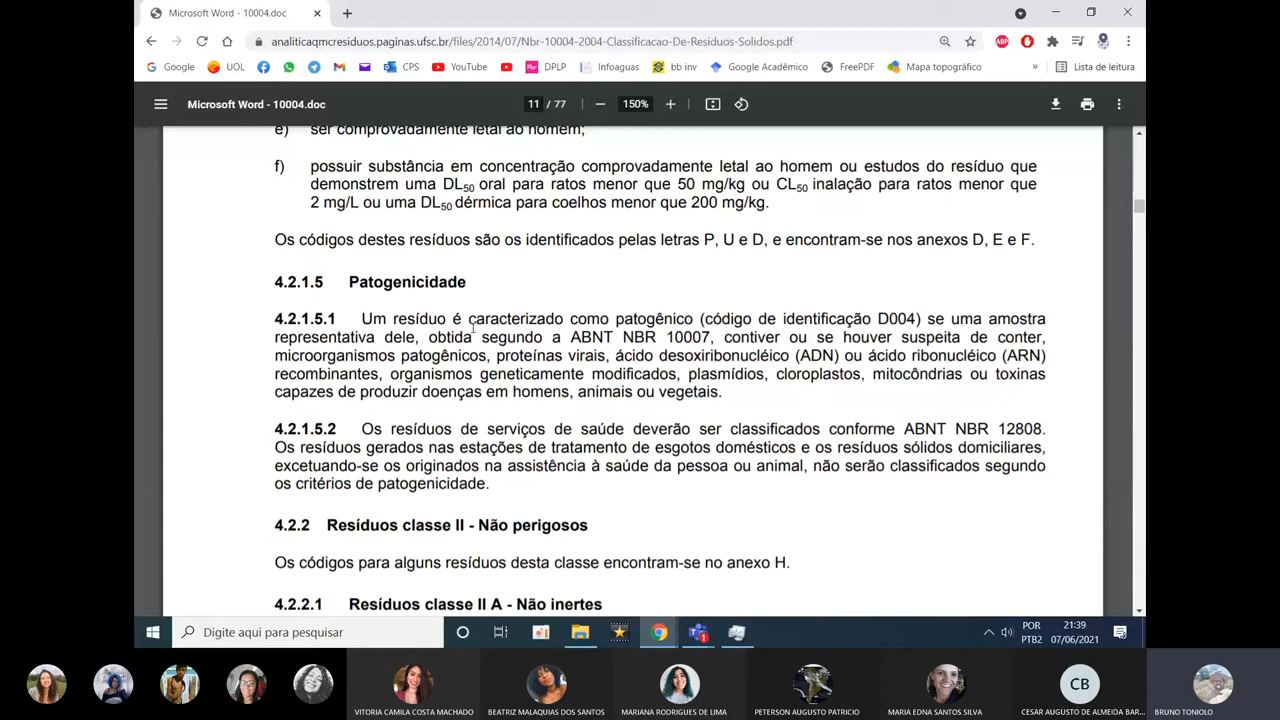 Microsoft Word - 10004.doc
analiticaqmcresiduos.paginas.ufsc.br/files/2014/07/Nbr-10004-2004-Classificacao-De-Residuos-Solidos.pdf
ABP
Google UOL CPS YouTube DPLP Infoaguas bb inv Google Acadêmico FreePDF Mapa topográfico » Lista de leitura
Microsoft Word - 10004.doc 11 / 77 150%
e) ser comprovadamente letal ao homem;
f) possuir substância em concentração comprovadamente letal ao homem ou estudos do resíduo que
demonstrem uma DL50 oral para ratos menor que 50 mg/kg ou CL50 inalação para ratos menor que
2 mg/L ou uma DL50 dérmica para coelhos menor que 200 mg/kg.
Os códigos destes resíduos são os identificados pelas letras P, U e D, e encontram-se nos anexos D, E e F.
4.2.1.5 Patogenicidade
4.2.1.5.1 Um resíduo é caracterizado como patogênico (código de identificação D004) se uma amostra
representativa dele, obtida segundo a ABNT NBR 10007, contiver ou se houver suspeita de conter,
microorganismos patogênicos, proteínas virais, ácido desoxiribonucléico (ADN) ou ácido ribonucléico (ARN)
recombinantes, organismos geneticamente modificados, plasmídios, cloroplastos, mitocôndrias ou toxinas
capazes de produzir doenças em homens, animais ou vegetais.
4.2.1.5.2 Os resíduos de serviços de saúde deverão ser classificados conforme ABNT NBR 12808.
Os resíduos gerados nas estações de tratamento de esgotos domésticos e os resíduos sólidos domiciliares,
excetuando-se os originados na assistência à saúde da pessoa ou animal, não serão classificados segundo
os critérios de patogenicidade.
4.2.2 Resíduos classe II - Não perigosos
Os códigos para alguns resíduos desta classe encontram-se no anexo H.
4.2.2.1 Resíduos classe II A - Não inertes
Digite aqui para pesquisar
POR
PTB2
21:39
07/06/2021
CB
VITORIA CAMILA COSTA MACHADO
BEATRIZ MALAQUIAS DOS SANTOS
MARIANA RODRIGUES DE LIMA
PETERSON AUGUSTO PATRICIO
MARIA EDNA SANTOS SILVA
CESAR AUGUSTO DE ALMEIDA BAR...
BRUNO TONIOLO